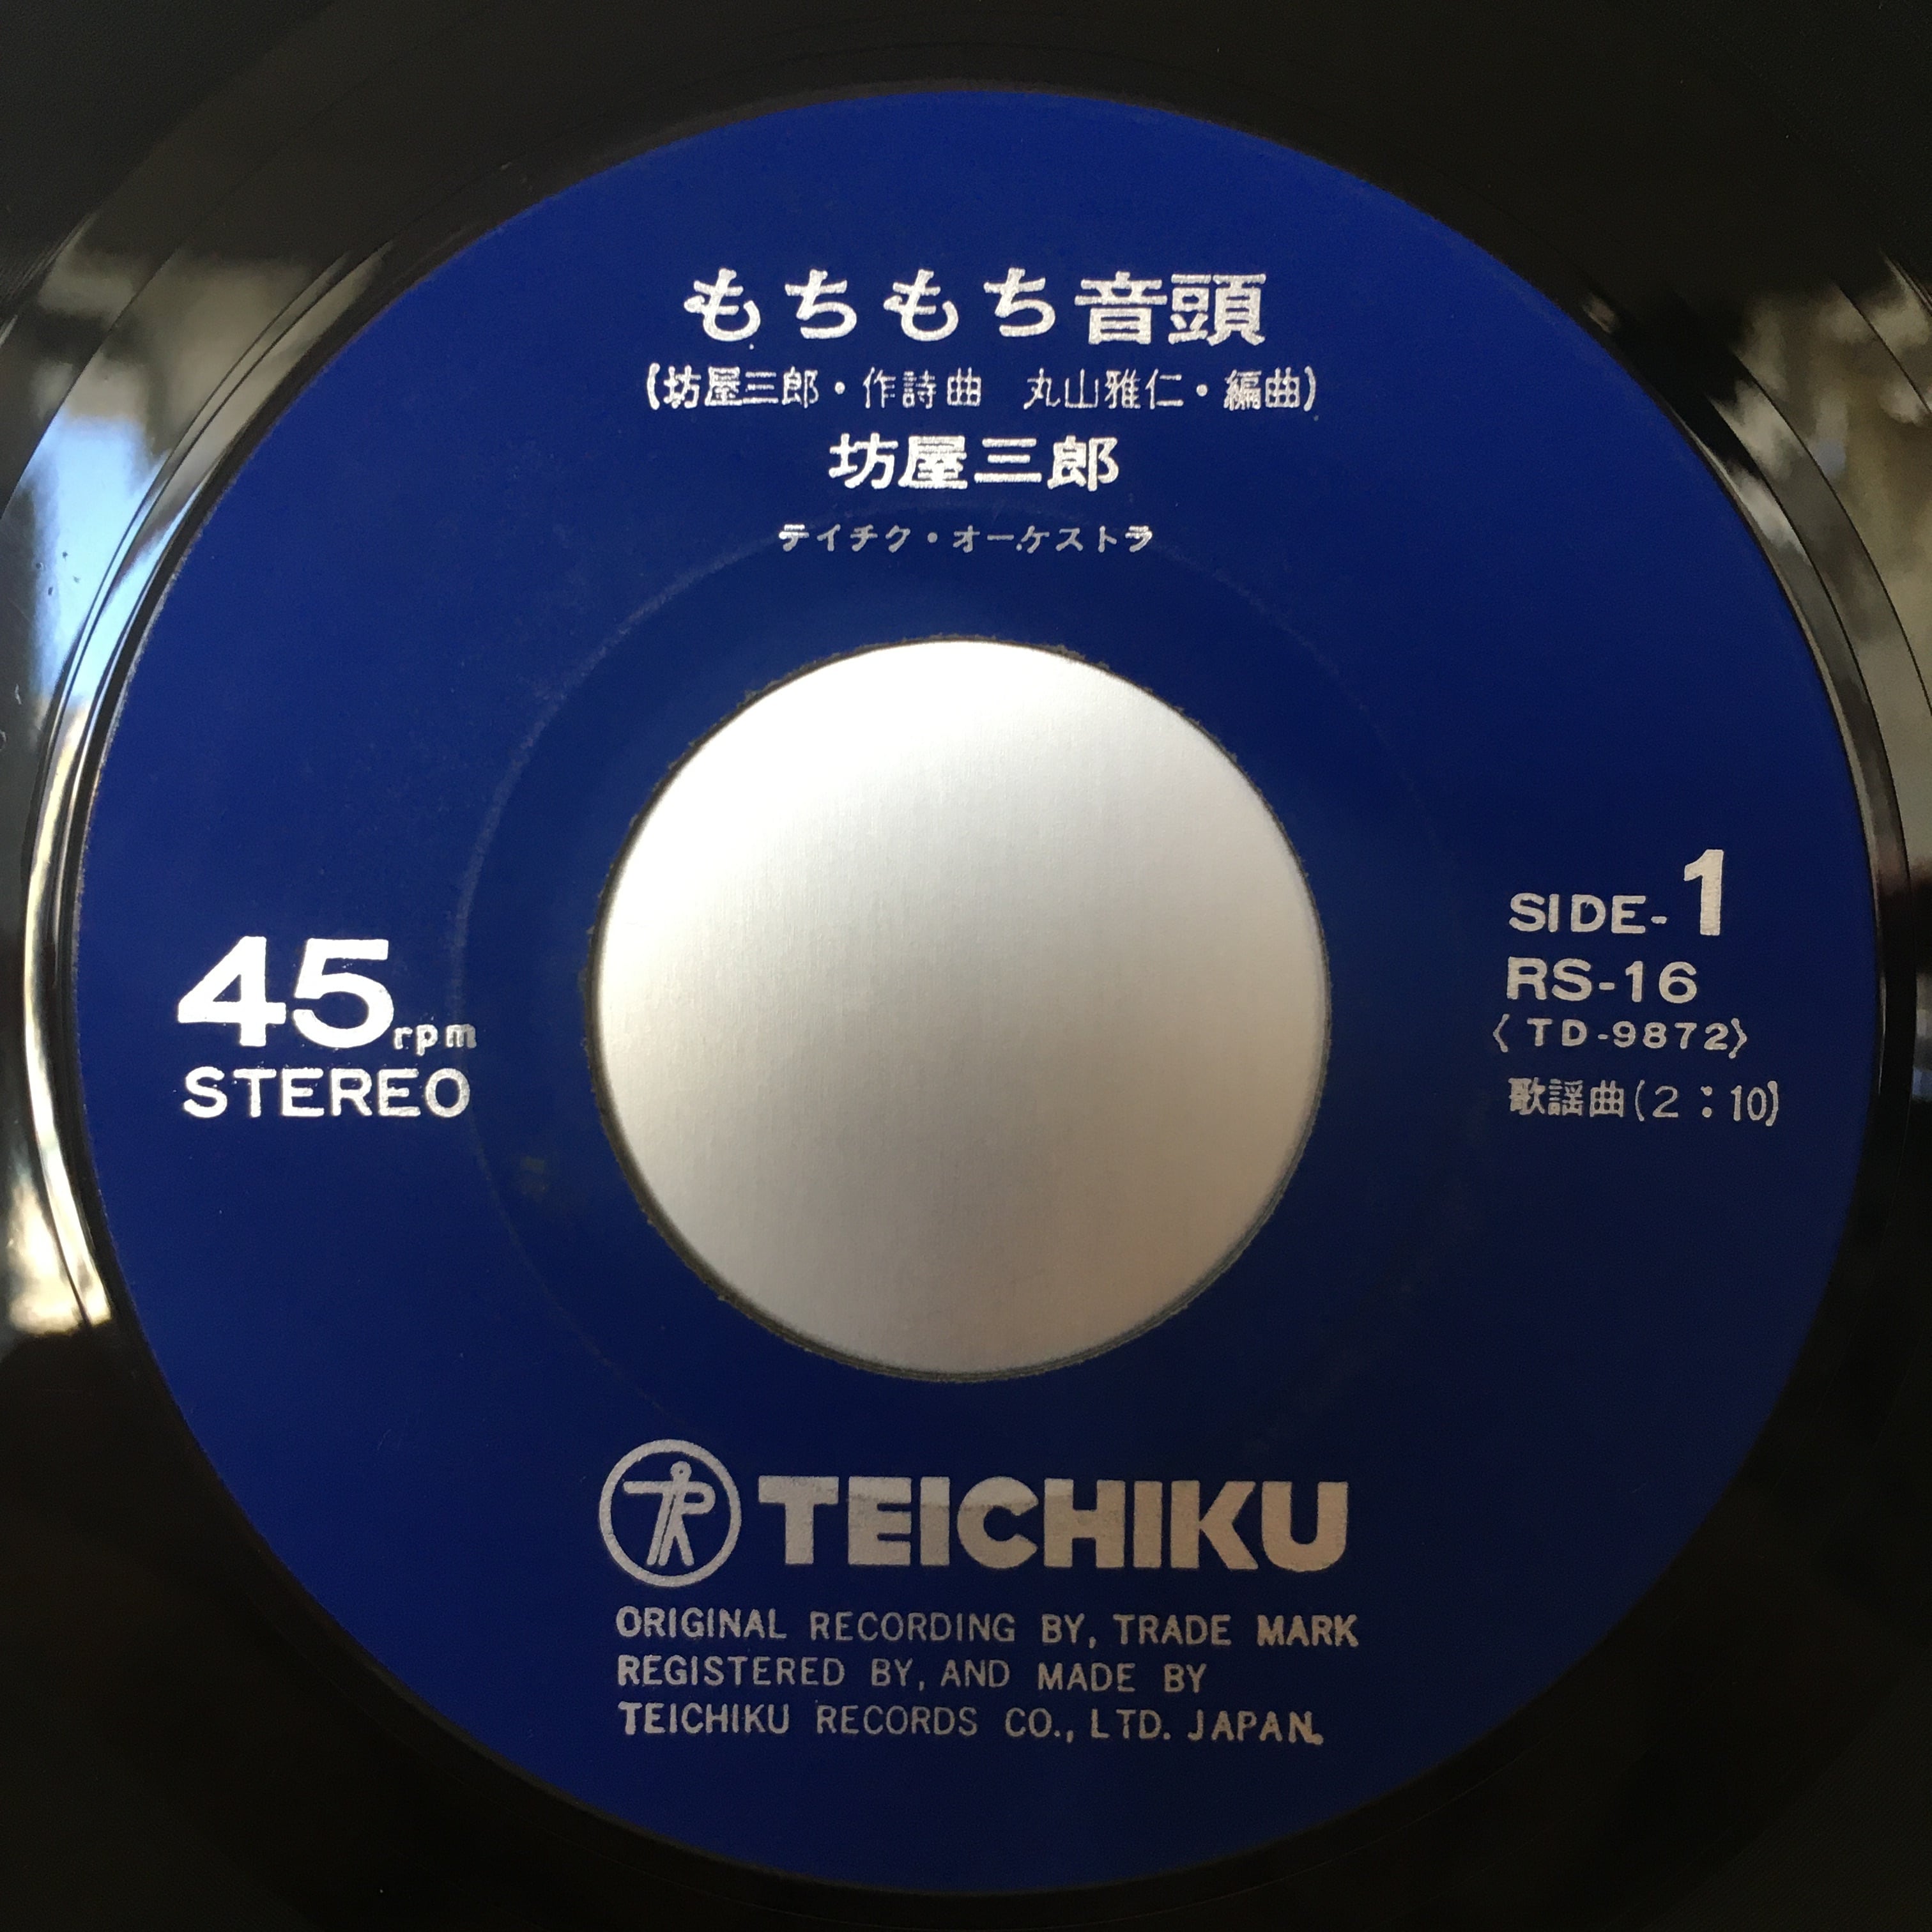 もちもち音頭
(坊屋三郎・作詩曲　丸山雅仁・編曲)
坊屋三郎
テイチク・オーケストラ
45rpm
STEREO
SIDE-1
RS-16
〈TD-9872〉
歌謡曲(2:10)
TEICHIKU
ORIGINAL RECORDING BY, TRADE MARK
REGISTERED BY, AND MADE BY
TEICHIKU RECORDS CO., LTD. JAPAN.